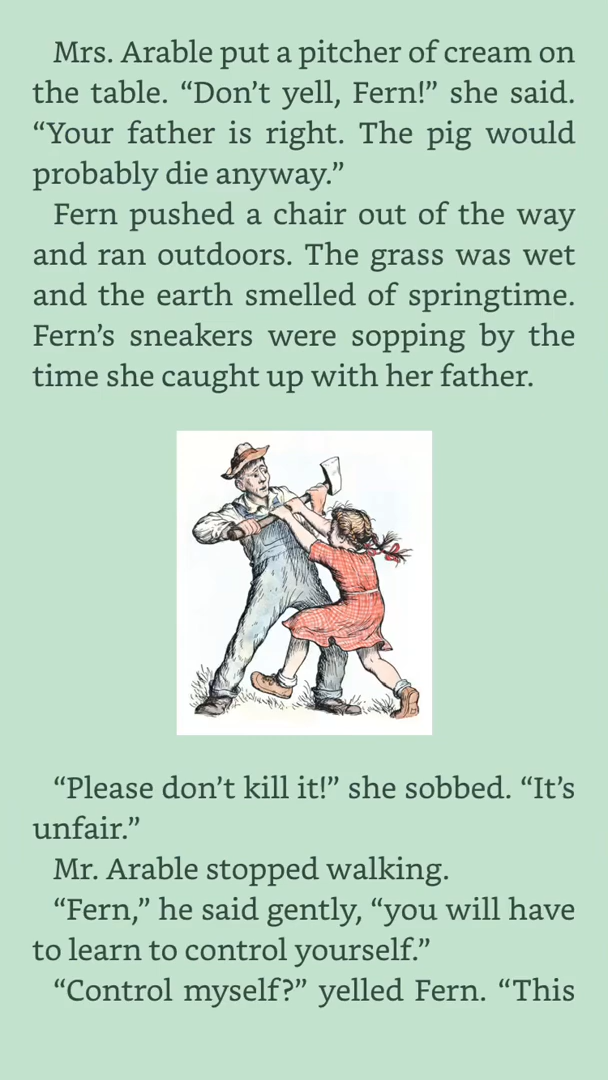 Mrs. Arable put a pitcher of cream on
the table. “Don’t yell, Fern!” she said.
“Your father is right. The pig would
probably die anyway.”
Fern pushed a chair out of the way
and ran outdoors. The grass was wet
and the earth smelled of springtime.
Fern’s sneakers were sopping by the
time she caught up with her father.
“Please don’t kill it!” she sobbed. “It’s
unfair.”
Mr. Arable stopped walking.
“Fern,” he said gently, “you will have
to learn to control yourself.”
“Control myself?” yelled Fern. “This